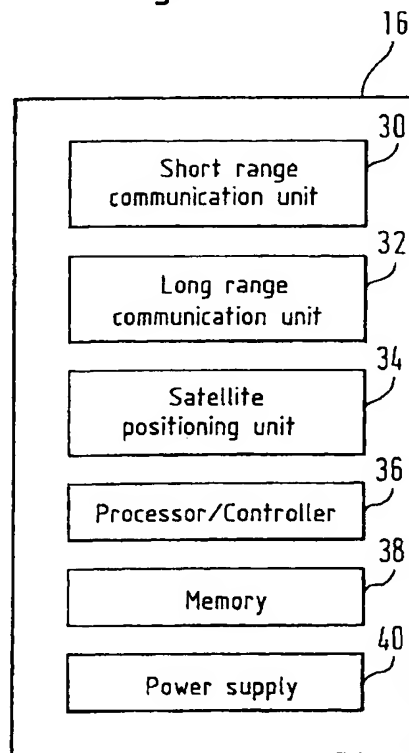 16
30
Short range
communication unit
32
Long range
communication unit
34
Satellite
positioning unit
36
Processor/Controller
38
Memory
40
Power supply